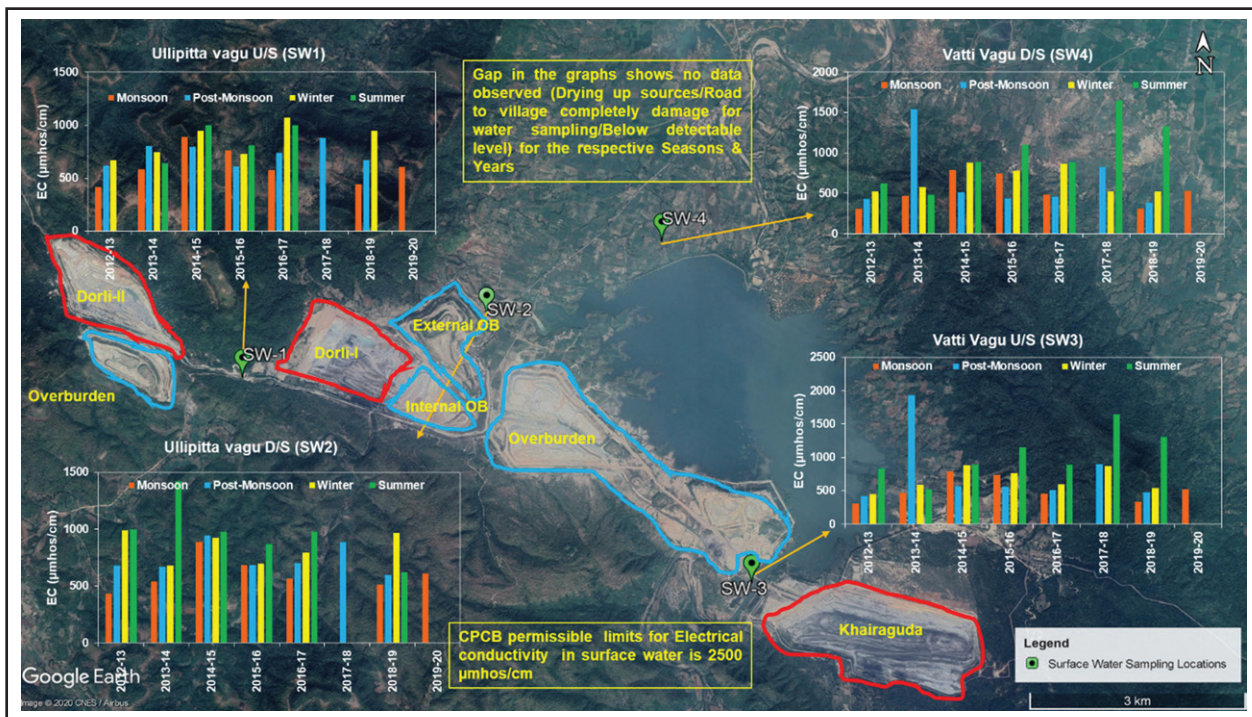 Ullipitta vagu U/S (SW1)
1500
1000
500
0
EC (µmhos/cm)
Monsoon
Post-Monsoon
Winter
Summer
2012-13
2013-14
2014-15
2015-16
2016-17
2017-18
2018-19
2019-20
Gap in the graphs shows no data
observed (Drying up sources/Road
to village completely damage for
water sampling/Below detectable
level) for the respective Seasons &
Years
Vatti Vagu D/S (SW4)
2000
1500
1000
500
0
EC (µmhos/cm)
Monsoon
Post-Monsoon
Winter
Summer
2012-13
2013-14
2014-15
2015-16
2016-17
2017-18
2018-19
2019-20
N
SW-4
Dorli-II
SW-2
External OB
SW-1
Dorli-I
Overburden
Internal OB
Overburden
Vatti Vagu U/S (SW3)
2500
2000
1500
1000
500
0
EC (µmhos/cm)
Monsoon
Post-Monsoon
Winter
Summer
2012-13
2013-14
2014-15
2015-16
2016-17
2017-18
2018-19
2019-20
Ullipitta vagu D/S (SW2)
1500
1000
500
0
EC (µmhos/cm)
Monsoon
Post-Monsoon
Winter
Summer
2012-13
2013-14
2014-15
2015-16
2016-17
2017-18
2018-19
2019-20
SW-3
Khairaguda
CPCB permissible limits for Electrical
conductivity in surface water is 2500
µmhos/cm
Legend
Surface Water Sampling Locations
Google Earth
Image © 2020 CNES / Airbus
3 km